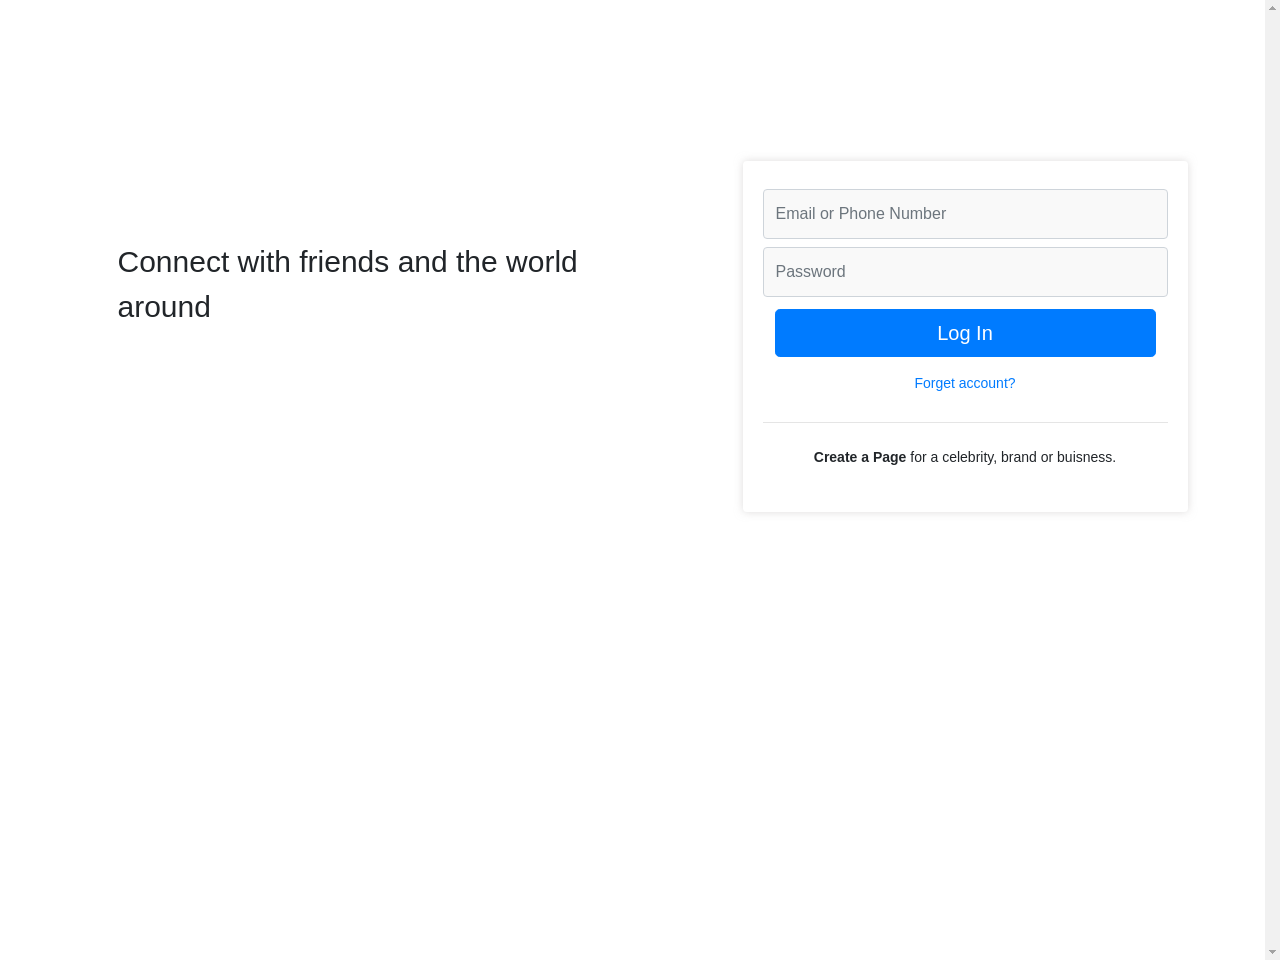 Connect with friends and the world
around
Email or Phone Number
Password
Log In
Forget account?
Create a Page for a celebrity, brand or buisness.